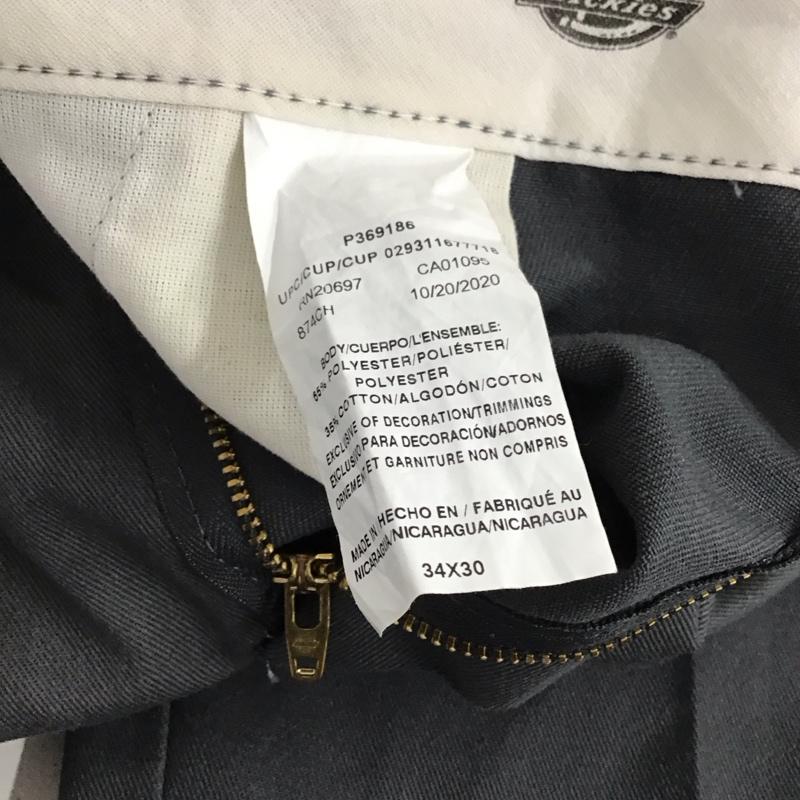 Dickies
®
P369186
UPC/CUP/CUP 029311677718
RN20697 CA01095
874CH 10/20/2020
BODY/CUERPO/L'ENSEMBLE:
65% POLYESTER/POLIÉSTER/
POLYESTER
35% COTTON/ALGODÓN/COTON
EXCLUSIVE OF DECORATION/TRIMMINGS
EXCLUSIVO PARA DECORACIÓN/ADORNOS
ORNEMENT ET GARNITURE NON COMPRIS
MADE IN / HECHO EN / FABRIQUÉ AU
NICARAGUA/NICARAGUA/NICARAGUA
34X30